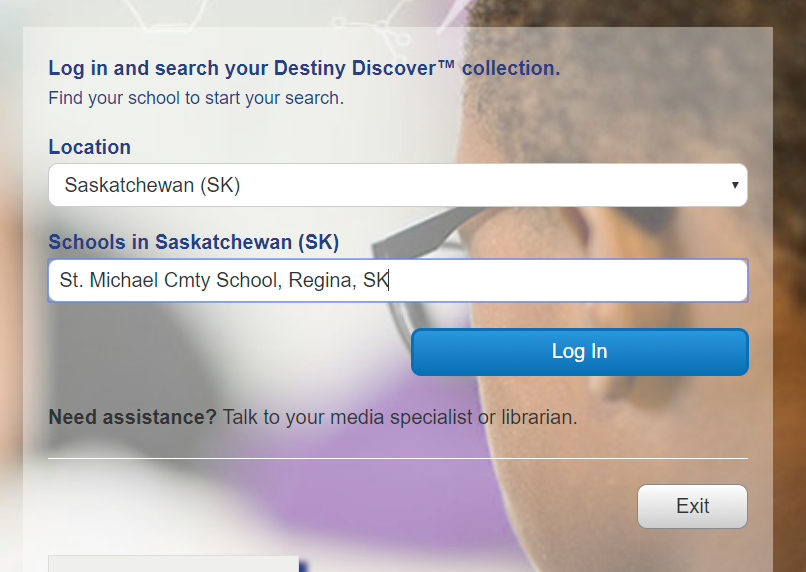 Log in and search your Destiny Discover™ collection.
Find your school to start your search.
Location
Saskatchewan (SK)
Schools in Saskatchewan (SK)
St. Michael Cmty School, Regina, SK
Log In
Need assistance? Talk to your media specialist or librarian.
Exit